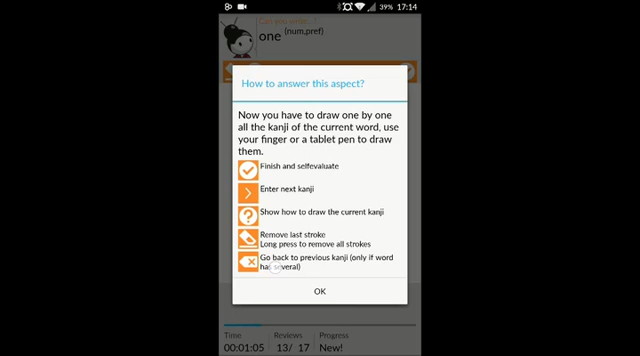 39% 17:14
Can you write...?
one (num,pref)
How to answer this aspect?
Now you have to draw one by one
all the kanji of the current word, use
your finger or a tablet pen to draw
them.
Finish and selfevaluate
Enter next kanji
Show how to draw the current kanji
Remove last stroke
Long press to remove all strokes
Go back to previous kanji (only if word
has several)
OK
Time Reviews Progress
00:01:05 13/ 17 New!